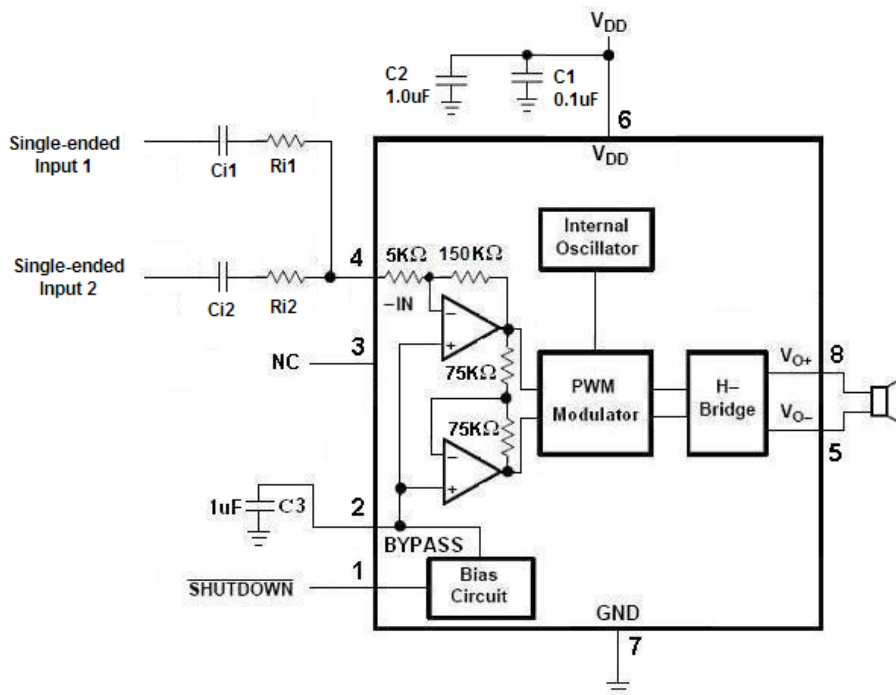 VDD
C2
1.0uF
C1
0.1uF
6
VDD
Single-ended
Input 1
Ci1
Ri1
Internal
Oscillator
Single-ended
Input 2
Ci2
Ri2
4
5KΩ
150KΩ
–IN
–
+
3
NC
75KΩ
PWM
Modulator
H–
Bridge
VO+
8
VO–
5
75KΩ
–
+
1uF
C3
2
BYPASS
1
SHUTDOWN
Bias
Circuit
GND
7